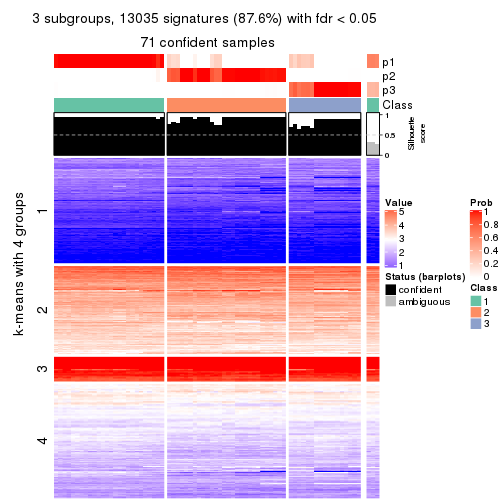 3 subgroups, 13035 signatures (87.6%) with fdr < 0.05
71 confident samples
p1
p2
p3
Class
1
0.5
0
Silhouette
score
k-means with 4 groups
1
2
3
4
Value
5
4
3
2
1
Status (barplots)
confident
ambiguous
Prob
1
0.8
0.6
0.4
0.2
0
Class
1
2
3